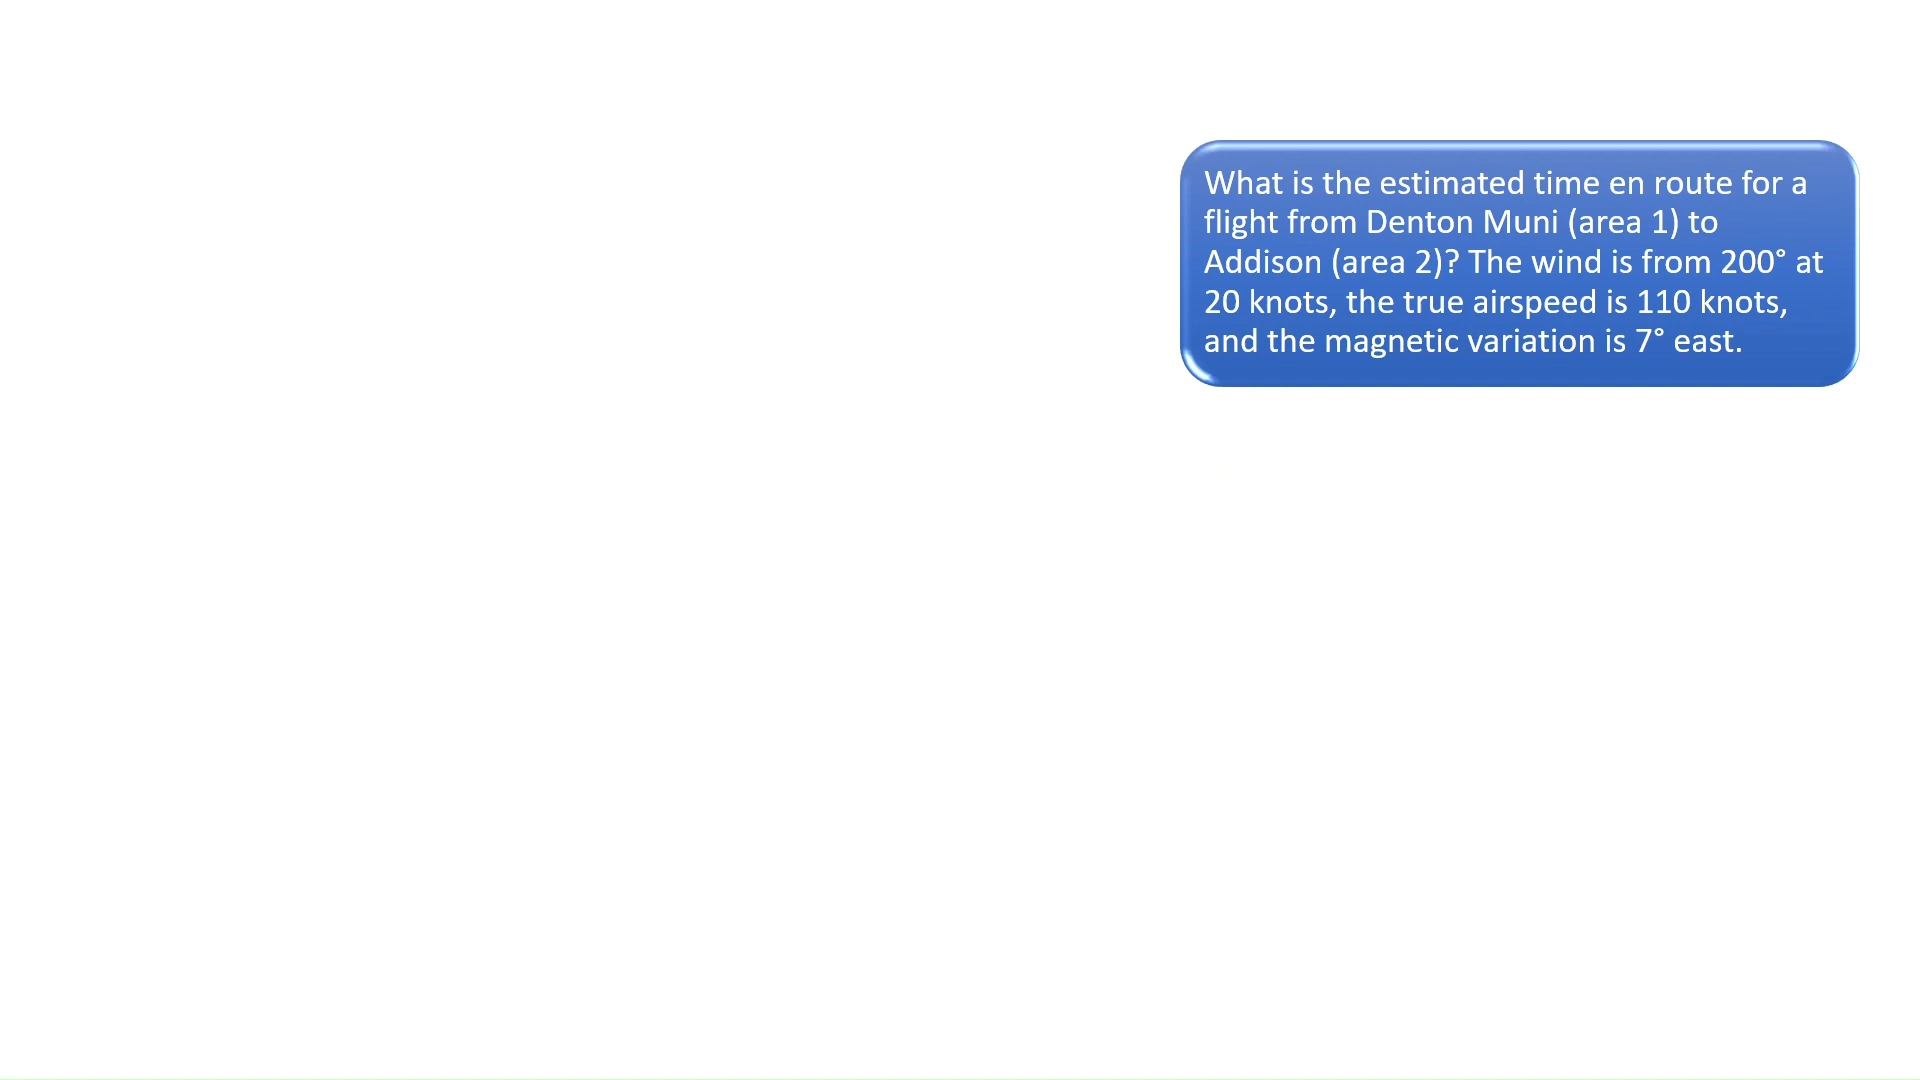 What is the estimated time en route for a
flight from Denton Muni (area 1) to
Addison (area 2)? The wind is from 200° at
20 knots, the true airspeed is 110 knots,
and the magnetic variation is 7° east.